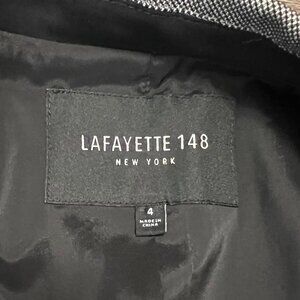 LAFAYETTE 148
NEW YORK
4
MADE IN
CHINA